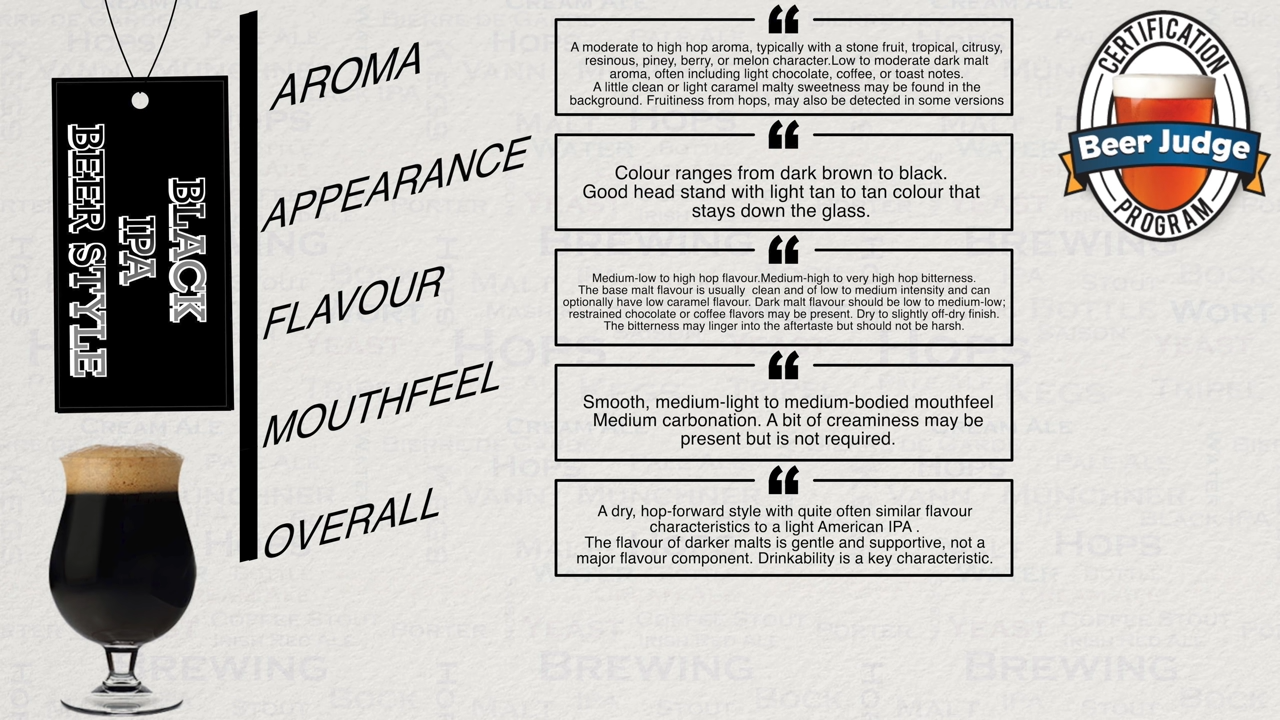 BLACK
IPA
BEER STYLE
AROMA
A moderate to high hop aroma, typically with a stone fruit, tropical, citrusy,
resinous, piney, berry, or melon character.Low to moderate dark malt
aroma, often including light chocolate, coffee, or toast notes.
A little clean or light caramel malty sweetness may be found in the
background. Fruitiness from hops, may also be detected in some versions
APPEARANCE
Colour ranges from dark brown to black.
Good head stand with light tan to tan colour that
stays down the glass.
FLAVOUR
Medium-low to high hop flavour.Medium-high to very high hop bitterness.
The base malt flavour is usually  clean and of low to medium intensity and can
optionally have low caramel flavour. Dark malt flavour should be low to medium-low;
restrained chocolate or coffee flavors may be present. Dry to slightly off-dry finish.
The bitterness may linger into the aftertaste but should not be harsh.
MOUTHFEEL
Smooth, medium-light to medium-bodied mouthfeel
Medium carbonation. A bit of creaminess may be
present but is not required.
OVERALL
A dry, hop-forward style with quite often similar flavour
characteristics to a light American IPA .
The flavour of darker malts is gentle and supportive, not a
major flavour component. Drinkability is a key characteristic.
CERTIFICATION
Beer Judge
PROGRAM